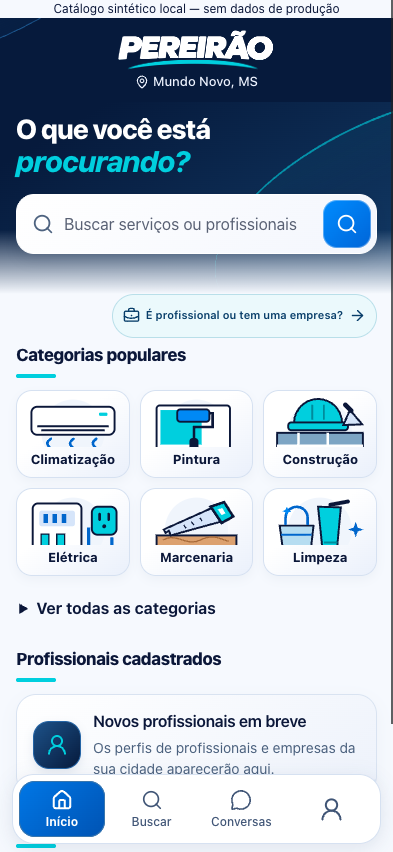 Catálogo sintético local — sem dados de produção
PEREIRÃO
Mundo Novo, MS
O que você está
procurando?
Buscar serviços ou profissionais
É profissional ou tem uma empresa?
Categorias populares
Climatização
Pintura
Construção
Elétrica
Marcenaria
Limpeza
Ver todas as categorias
Profissionais cadastrados
Novos profissionais em breve
Os perfis de profissionais e empresas da
sua cidade aparecerão aqui.
Início
Buscar
Conversas